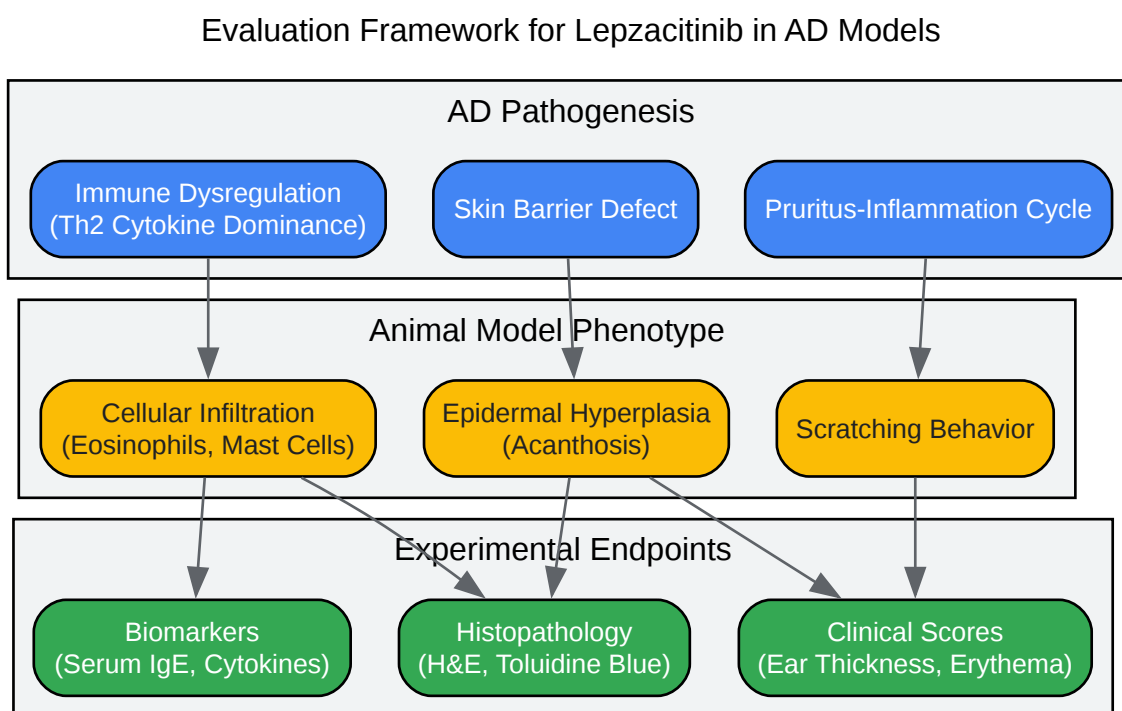 Evaluation Framework for Lepzacitinib in AD Models
AD Pathogenesis
Immune Dysregulation
(Th2 Cytokine Dominance)
Skin Barrier Defect
Pruritus-Inflammation Cycle
Animal Model Phenotype
Cellular Infiltration
(Eosinophils, Mast Cells)
Epidermal Hyperplasia
(Acanthosis)
Scratching Behavior
Experimental Endpoints
Biomarkers
(Serum IgE, Cytokines)
Histopathology
(H&E, Toluidine Blue)
Clinical Scores
(Ear Thickness, Erythema)